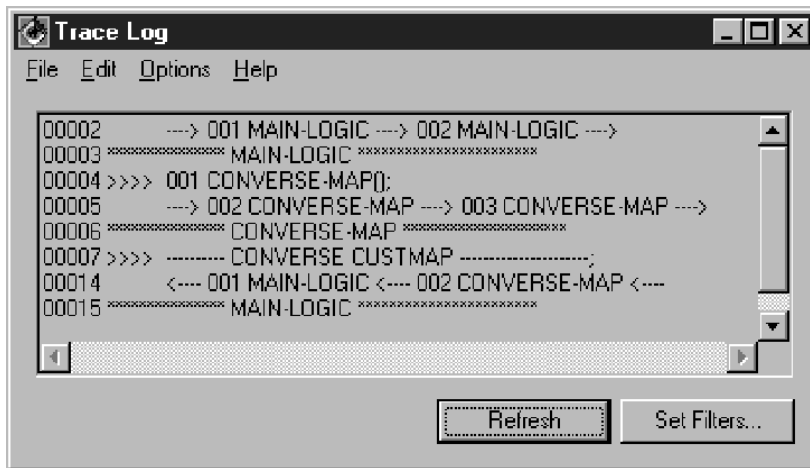 Trace Log
File Edit Options Help
00002 ----> 001 MAIN-LOGIC ----> 002 MAIN-LOGIC ---->
00003 *************** MAIN-LOGIC ***********************
00004 >>>> 001 CONVERSE-MAP();
00005 ----> 002 CONVERSE-MAP ----> 003 CONVERSE-MAP ---->
00006 *************** CONVERSE-MAP *********************
00007 >>>> ---------- CONVERSE CUSTMAP ----------------------;
00014 <---- 001 MAIN-LOGIC <---- 002 CONVERSE-MAP <----
00015 *************** MAIN-LOGIC ***********************
Refresh Set Filters...